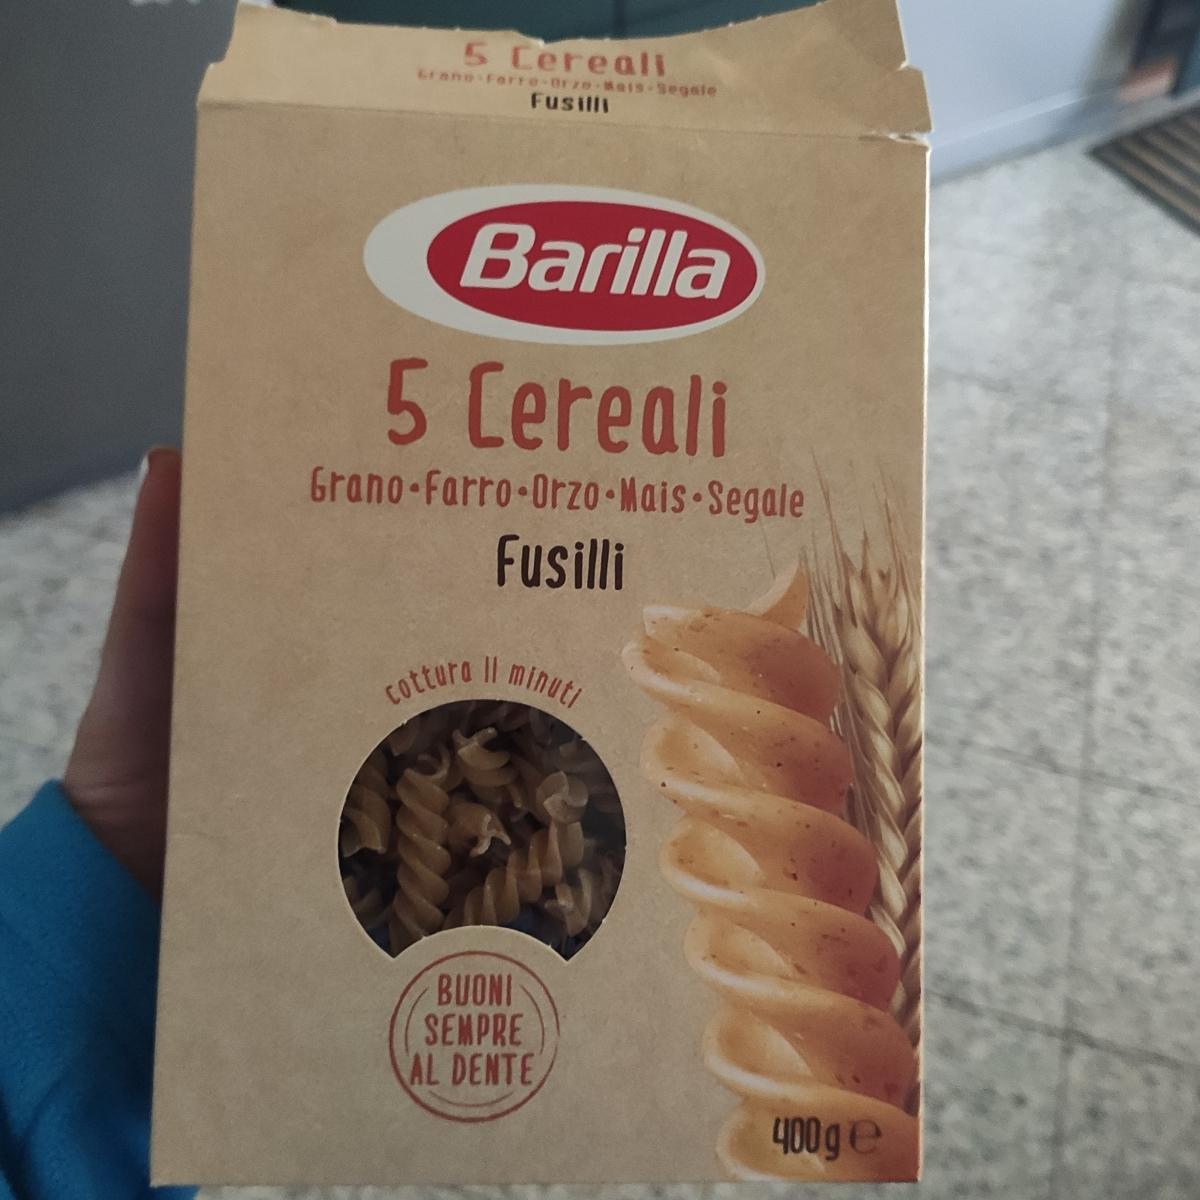 5 Cereali
Grano·Farro·Orzo·Mais·Segale
Fusilli
Barilla
5 Cereali
Grano·Farro·Orzo·Mais·Segale
Fusilli
cottura 11 minuti
BUONI
SEMPRE
AL DENTE
400g ℮